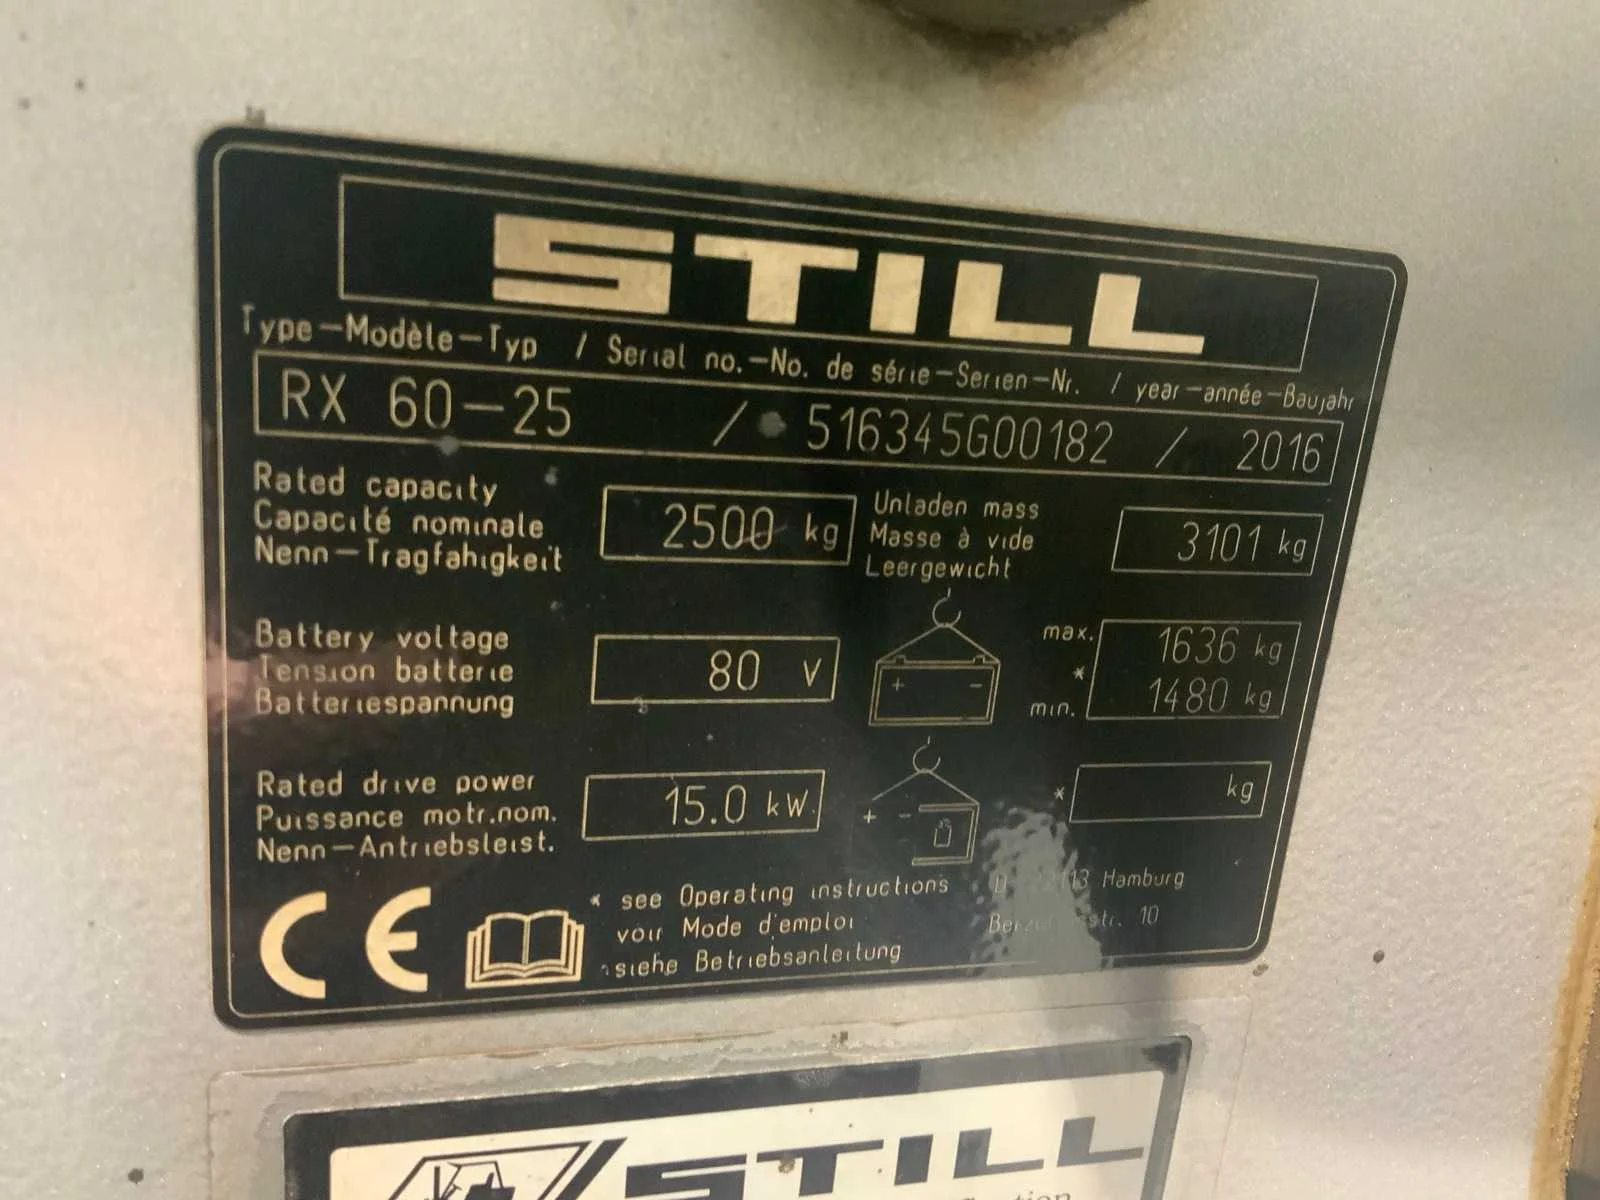 STILL
Type-Modèle-Typ / Serial no.-No. de série-Serien-Nr. / year-année-Baujahr
RX 60-25 / 516345G00182 / 2016
Rated capacity
Capacité nominale
Nenn-Tragfahigkeit
2500 kg
Unladen mass
Masse à vide
Leergewicht
3101 kg
Battery voltage
Tension batterie
Batteriespannung
80 V
+ -
max. 1636 kg
*
min. 1480 kg
Rated drive power
Puissance motr.nom.
Nenn-Antriebsleist.
15.0 kW
+ -
* kg
CE
* see Operating instructions
voir Mode d'emploi
siehe Betriebsanleitung
Hamburg
10
STILL